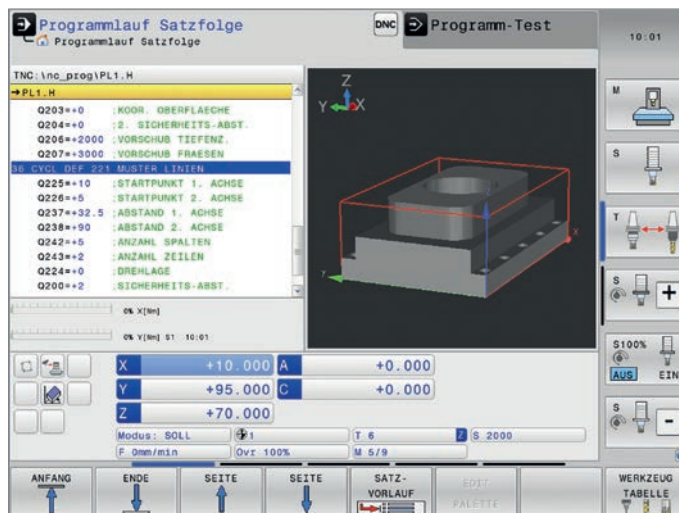 Programmlauf Satzfolge
Programmlauf Satzfolge
DNC
Programm-Test
10:01
TNC:\nc_prog\PL1.H
→PL1.H
Q203=+0 ;KOOR. OBERFLAECHE
Q204=+0 ;2. SICHERHEITS-ABST.
Q206=+2000 ;VORSCHUB TIEFENZ.
Q207=+3000 ;VORSCHUB FRAESEN
36 CYCL DEF 221 MUSTER LINIEN
Q225=+10 ;STARTPUNKT 1. ACHSE
Q226=+5 ;STARTPUNKT 2. ACHSE
Q237=+32.5 ;ABSTAND 1. ACHSE
Q238=+90 ;ABSTAND 2. ACHSE
Q242=+5 ;ANZAHL SPALTEN
Q243=+2 ;ANZAHL ZEILEN
Q224=+0 ;DREHLAGE
Q200=+2 ;SICHERHEITS-ABST.
Z
Y X
X
Y
0% X[Nm]
0% Y[Nm] S1 10:01
X +10.000 A +0.000
Y +95.000 C +0.000
Z +70.000
Modus: SOLL 1 T 6 Z S 2000
F 0mm/min Ovr 100% M 5/9
M
S
T
S +
S100%
AUS EIN
S -
ANFANG
ENDE
SEITE
SEITE
SATZ-
VORLAUF
EDIT
PALETTE
WERKZEUG
TABELLE